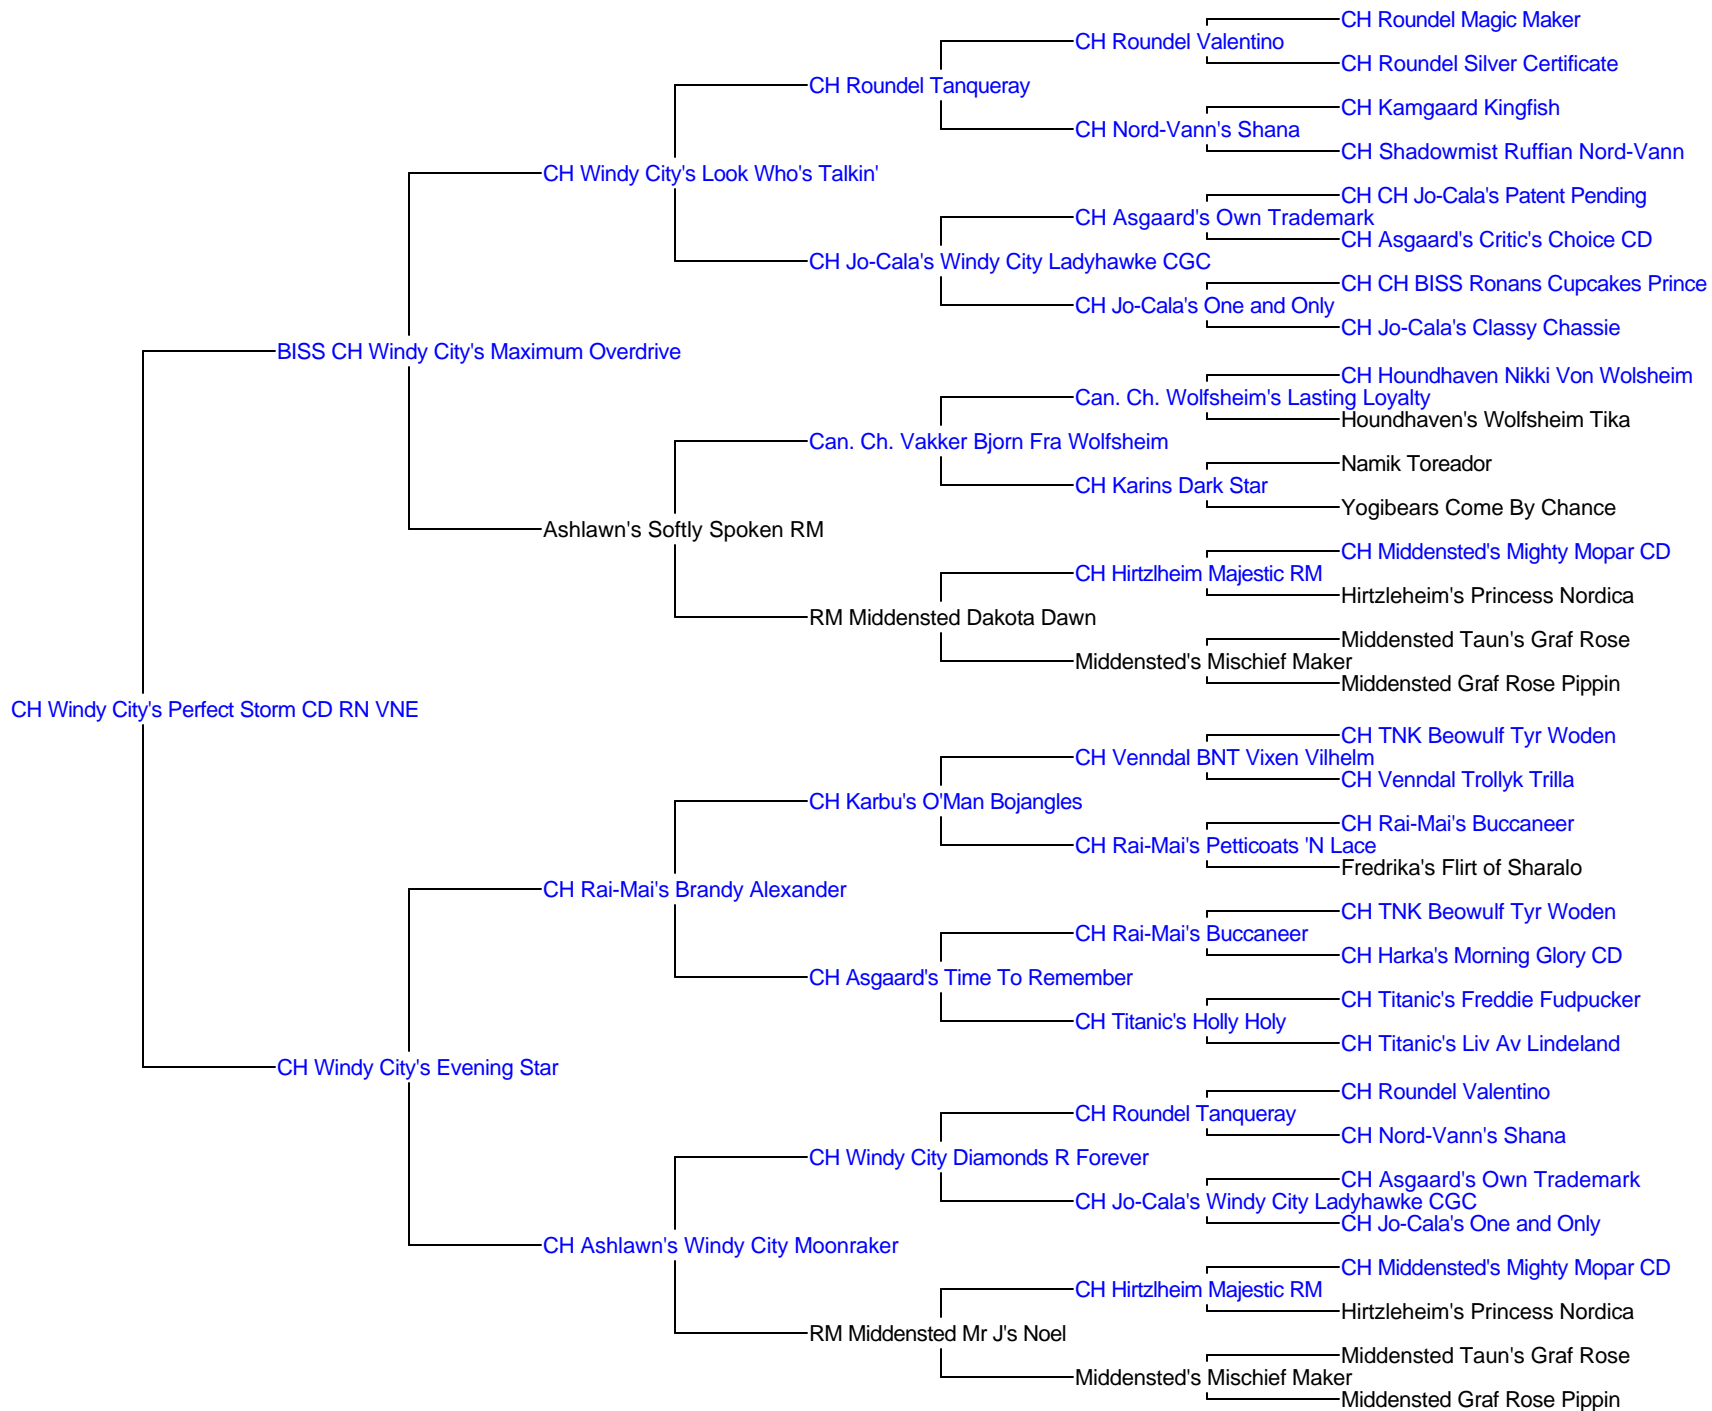 CH Roundel Magic Maker
CH Roundel Valentino
CH Roundel Silver Certificate
CH Roundel Tanqueray
CH Kamgaard Kingfish
CH Nord-Vann's Shana
CH Shadowmist Ruffian Nord-Vann
CH Windy City's Look Who's Talkin'
CH CH Jo-Cala's Patent Pending
CH Asgaard's Own Trademark
CH Asgaard's Critic's Choice CD
CH Jo-Cala's Windy City Ladyhawke CGC
CH CH BISS Ronans Cupcakes Prince
CH Jo-Cala's One and Only
CH Jo-Cala's Classy Chassie
BISS CH Windy City's Maximum Overdrive
CH Houndhaven Nikki Von Wolsheim
Can. Ch. Wolfsheim's Lasting Loyalty
Houndhaven's Wolfsheim Tika
Can. Ch. Vakker Bjorn Fra Wolfsheim
Namik Toreador
CH Karins Dark Star
Yogibears Come By Chance
Ashlawn's Softly Spoken RM
CH Middensted's Mighty Mopar CD
CH Hirtzlheim Majestic RM
Hirtzleheim's Princess Nordica
RM Middensted Dakota Dawn
Middensted Taun's Graf Rose
Middensted's Mischief Maker
Middensted Graf Rose Pippin
CH Windy City's Perfect Storm CD RN VNE
CH TNK Beowulf Tyr Woden
CH Venndal BNT Vixen Vilhelm
CH Venndal Trollyk Trilla
CH Karbu's O'Man Bojangles
CH Rai-Mai's Buccaneer
CH Rai-Mai's Petticoats 'N Lace
Fredrika's Flirt of Sharalo
CH Rai-Mai's Brandy Alexander
CH TNK Beowulf Tyr Woden
CH Rai-Mai's Buccaneer
CH Harka's Morning Glory CD
CH Asgaard's Time To Remember
CH Titanic's Freddie Fudpucker
CH Titanic's Holly Holy
CH Titanic's Liv Av Lindeland
CH Windy City's Evening Star
CH Roundel Valentino
CH Roundel Tanqueray
CH Nord-Vann's Shana
CH Windy City Diamonds R Forever
CH Asgaard's Own Trademark
CH Jo-Cala's Windy City Ladyhawke CGC
CH Jo-Cala's One and Only
CH Ashlawn's Windy City Moonraker
CH Middensted's Mighty Mopar CD
CH Hirtzlheim Majestic RM
Hirtzleheim's Princess Nordica
RM Middensted Mr J's Noel
Middensted Taun's Graf Rose
Middensted's Mischief Maker
Middensted Graf Rose Pippin